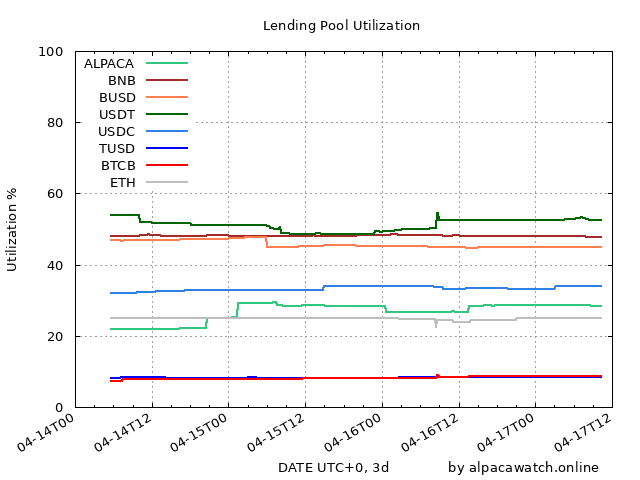 Lending Pool Utilization
Utilization %
100
80
60
40
20
0
ALPACA
BNB
BUSD
USDT
USDC
TUSD
BTCB
ETH
04-14T00
04-14T12
04-15T00
04-15T12
04-16T00
04-16T12
04-17T00
04-17T12
DATE UTC+0, 3d
by alpacawatch.online